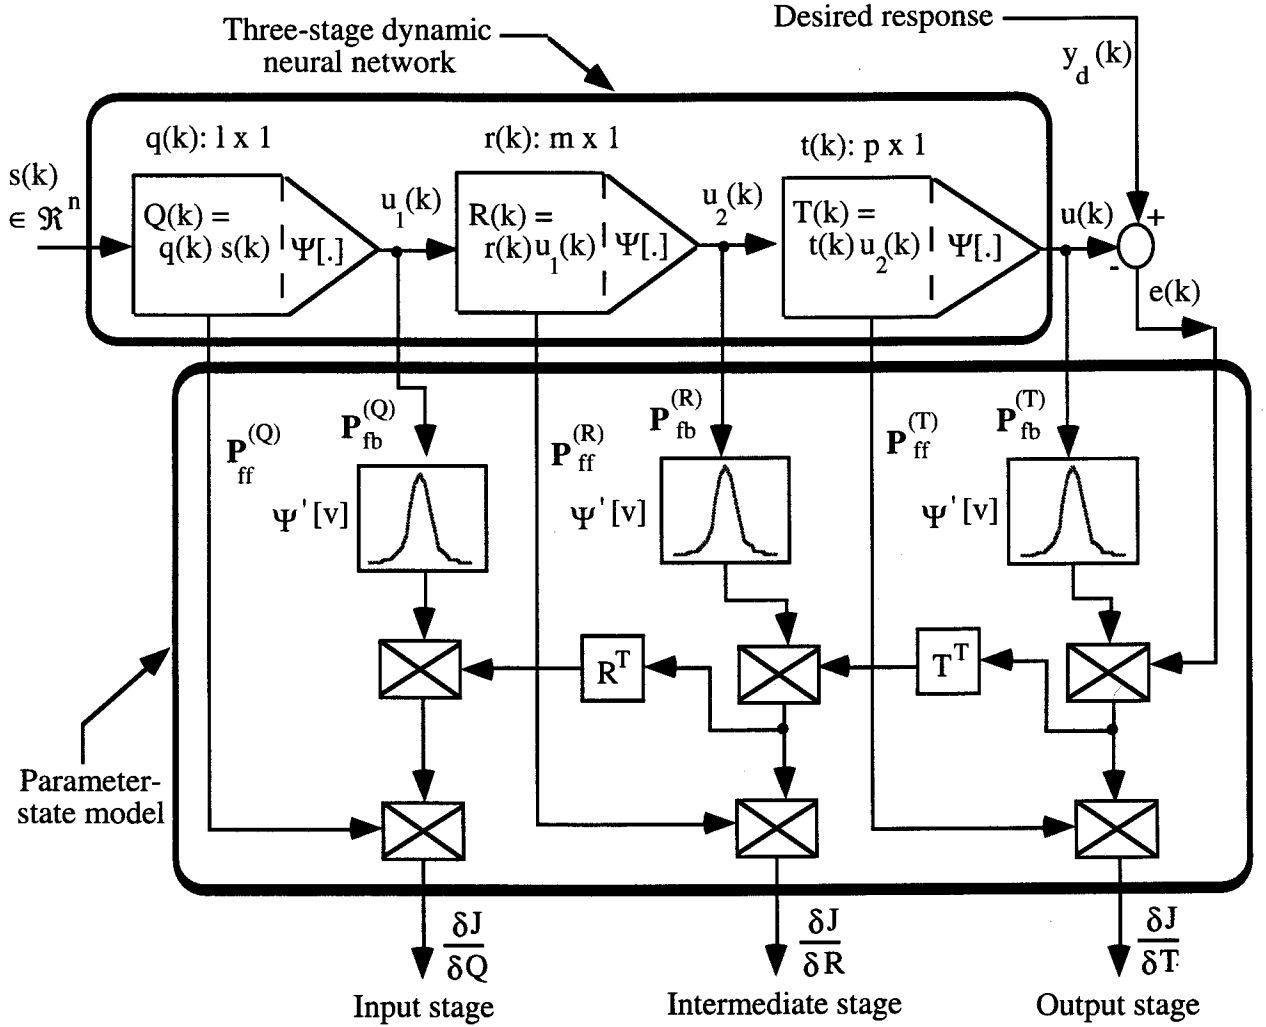 Desired response
Three-stage dynamic
neural network
y_d (k)
q(k): l x 1
r(k): m x 1
t(k): p x 1
s(k)
∈ ℜ^n
Q(k) =
q(k) s(k)
Ψ[.]
u_1(k)
R(k) =
r(k) u_1(k)
Ψ[.]
u_2(k)
T(k) =
t(k) u_2(k)
Ψ[.]
u(k)
+
-
e(k)
P_ff^(Q)
P_fb^(Q)
P_ff^(R)
P_fb^(R)
P_ff^(T)
P_fb^(T)
Ψ'[v]
Ψ'[v]
Ψ'[v]
R^T
T^T
Parameter-
state model
δJ
δQ
δJ
δR
δJ
δT
Input stage
Intermediate stage
Output stage